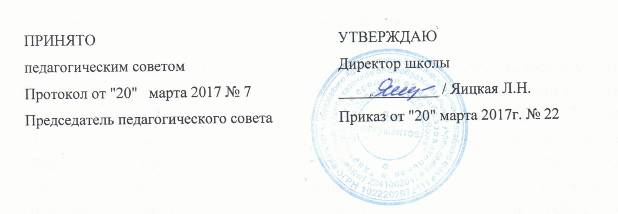 ПРИНЯТО
педагогическим советом
Протокол от "20" марта 2017 № 7
Председатель педагогического совета
УТВЕРЖДАЮ
Директор школы
____________ / Яицкая Л.Н.
Приказ от "20" марта 2017г. № 22